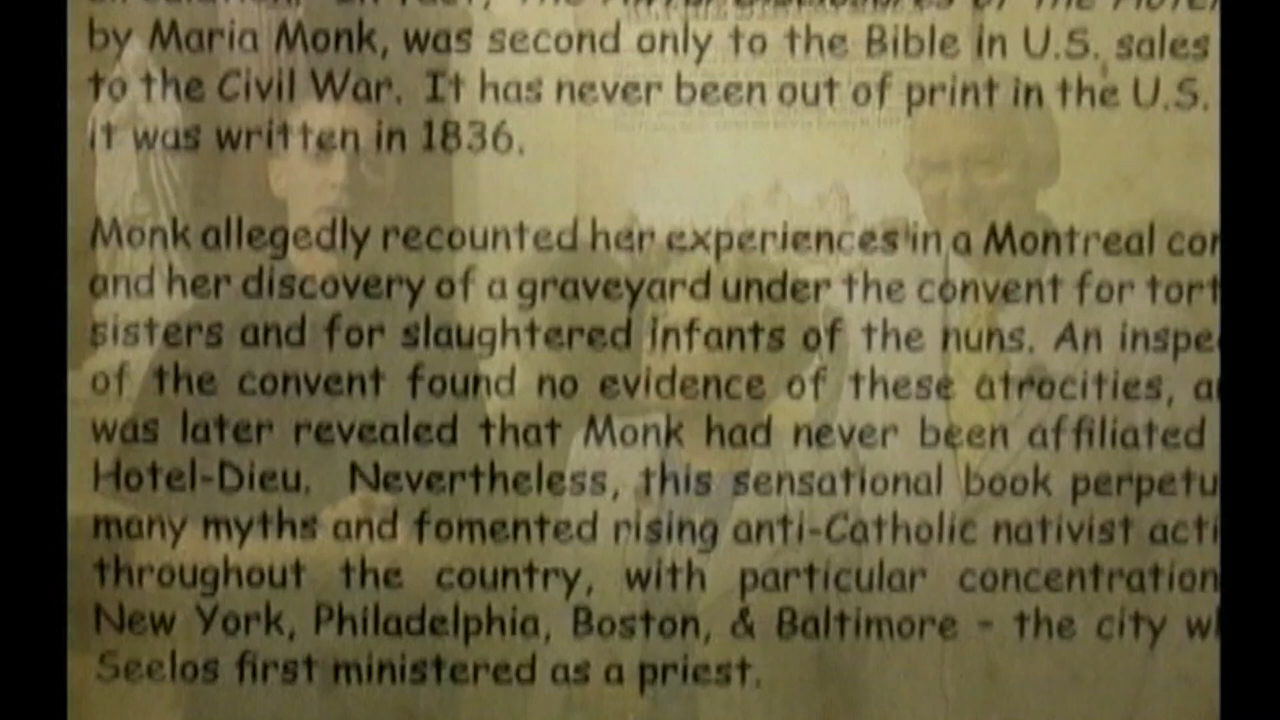 by Maria Monk, was second only to the Bible in U.S. sales
to the Civil War. It has never been out of print in the U.S.
it was written in 1836.
Monk allegedly recounted her experiences in a Montreal
and her discovery of a graveyard under the convent for
sisters and for slaughtered infants of the nuns. An
of the convent found no evidence of these atrocities,
was later revealed that Monk had never been affiliated
Hotel-Dieu. Nevertheless, this sensational book
many myths and fomented rising anti-Catholic nativist
throughout the country, with particular concentration
New York, Philadelphia, Boston, & Baltimore - the city
Seelos first ministered as a priest.